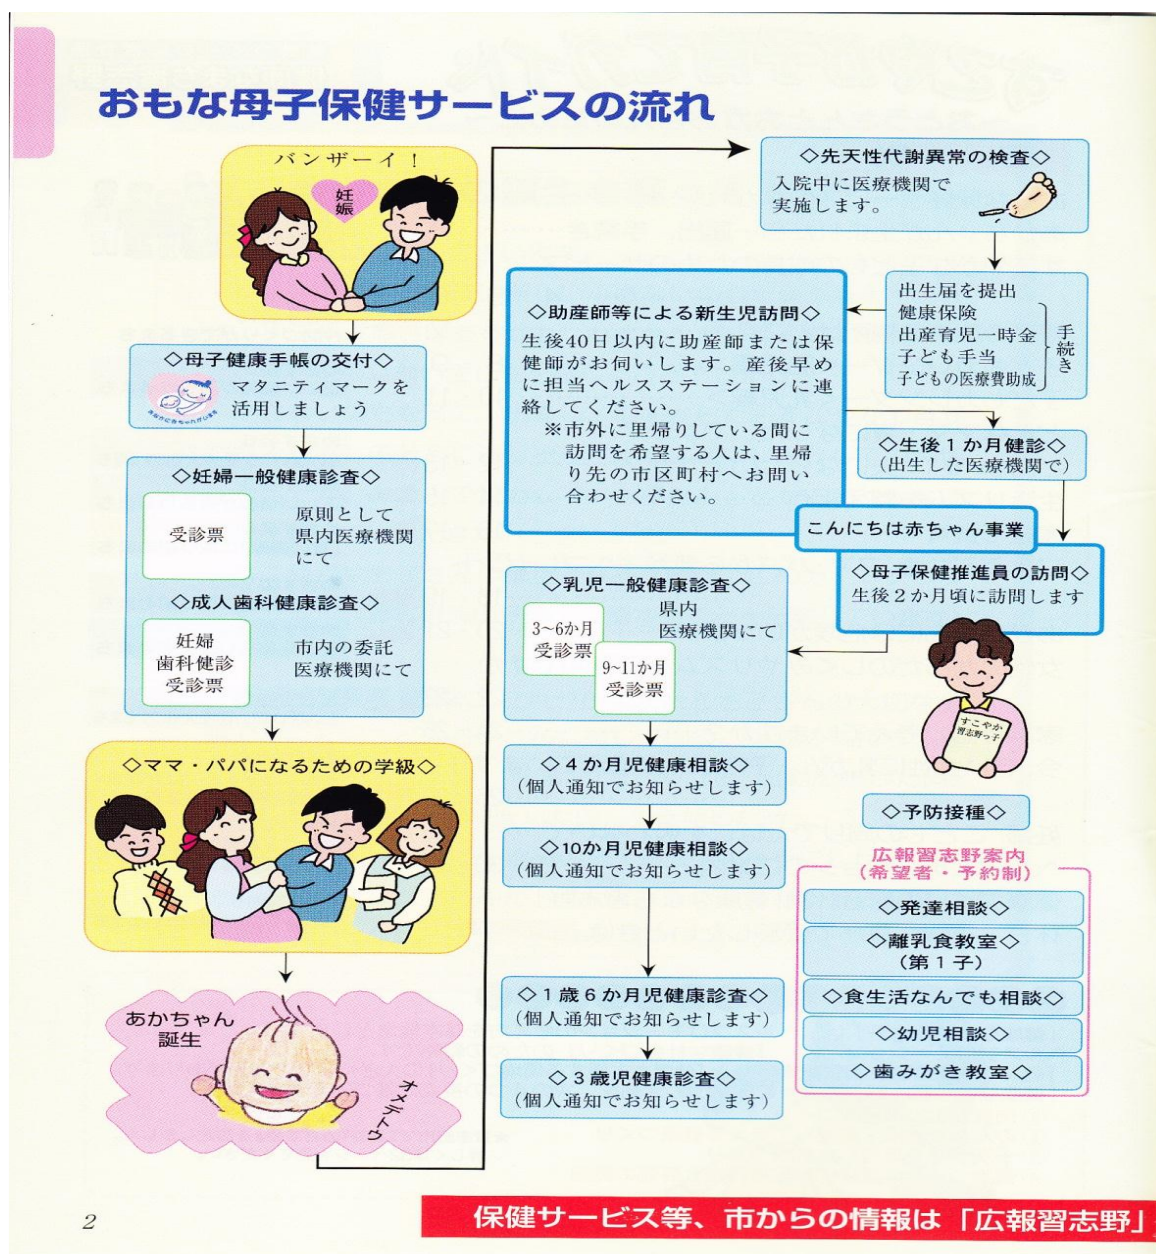 おもな母子保健サービスの流れ
バンザーイ！
妊娠
◇母子健康手帳の交付◇
マタニティマークを
活用しましょう
おなかに赤ちゃんがいます
◇妊婦一般健康診査◇
受診票
原則として
県内医療機関
にて
◇成人歯科健康診査◇
妊婦
歯科健診
受診票
市内の委託
医療機関にて
◇ママ・パパになるための学級◇
あかちゃん
誕生
オメデトウ
◇先天性代謝異常の検査◇
入院中に医療機関で
実施します。
出生届を提出
健康保険
出産育児一時金
子ども手当
子どもの医療費助成
手続き
◇助産師等による新生児訪問◇
生後40日以内に助産師または保
健師がお伺いします。産後早め
に担当ヘルスステーションに連
絡してください。
※市外に里帰りしている間に
訪問を希望する人は、里帰
り先の市区町村へお問い
合わせください。
◇生後１か月健診◇
（出生した医療機関で）
こんにちは赤ちゃん事業
◇母子保健推進員の訪問◇
生後２か月頃に訪問します
すこやか
習志野っ子
◇乳児一般健康診査◇
3~6か月
受診票
9~11か月
受診票
県内
医療機関にて
◇４か月児健康相談◇
（個人通知でお知らせします）
◇10か月児健康相談◇
（個人通知でお知らせします）
◇１歳６か月児健康診査◇
（個人通知でお知らせします）
◇３歳児健康診査◇
（個人通知でお知らせします）
◇予防接種◇
広報習志野案内
（希望者・予約制）
◇発達相談◇
◇離乳食教室◇
（第１子）
◇食生活なんでも相談◇
◇幼児相談◇
◇歯みがき教室◇
2
保健サービス等、市からの情報は「広報習志野」